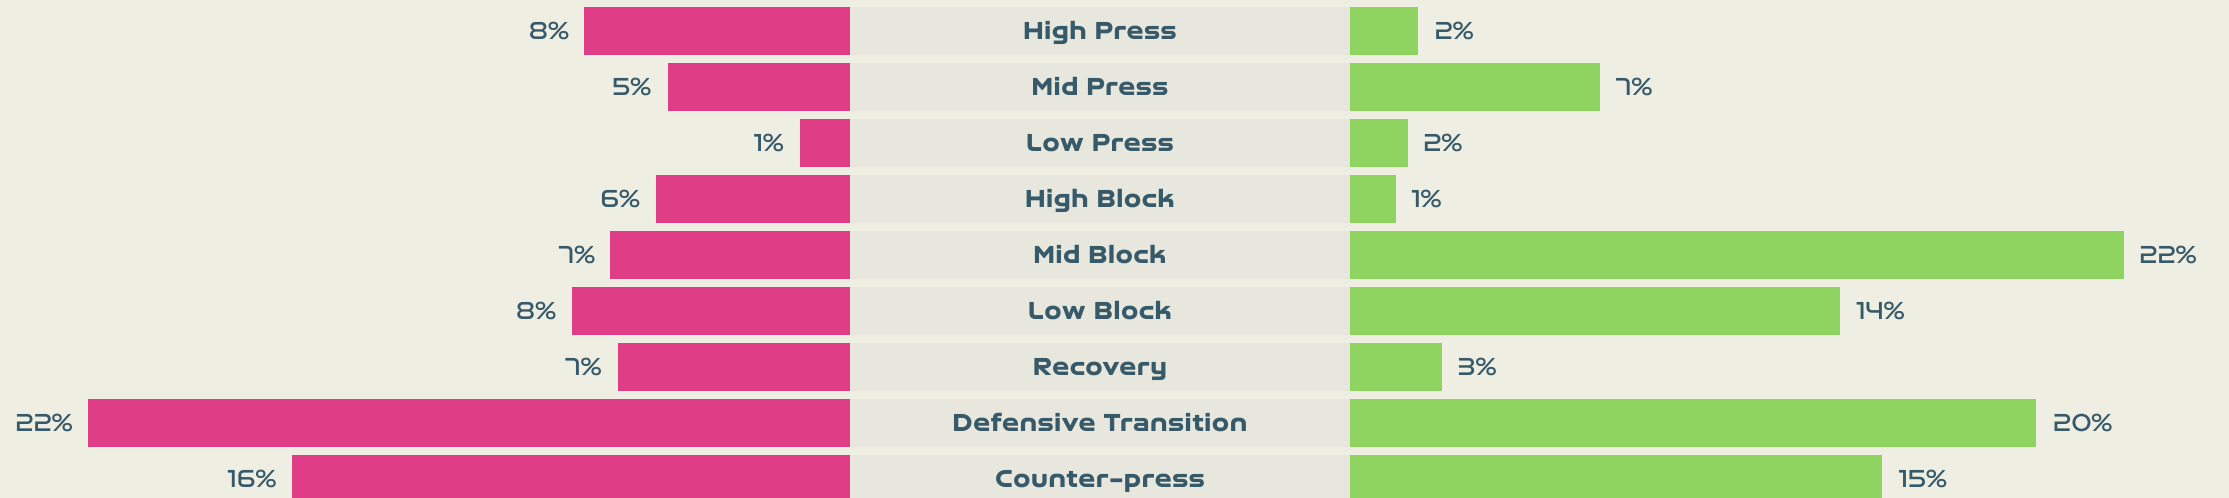 8% High Press 2%
5% Mid Press 7%
1% Low Press 2%
6% High Block 1%
7% Mid Block 22%
8% Low Block 14%
7% Recovery 3%
22% Defensive Transition 20%
16% Counter-press 15%